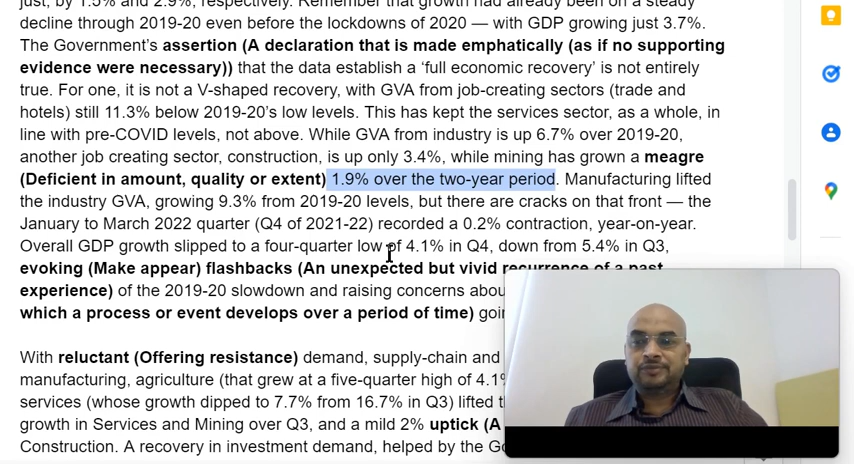 just, by 1.5% and 2.9%, respectively. Remember that growth had already been on a steady
decline through 2019-20 even before the lockdowns of 2020 — with GDP growing just 3.7%.
The Government's assertion (A declaration that is made emphatically (as if no supporting
evidence were necessary)) that the data establish a 'full economic recovery' is not entirely
true. For one, it is not a V-shaped recovery, with GVA from job-creating sectors (trade and
hotels) still 11.3% below 2019-20's low levels. This has kept the services sector, as a whole, in
line with pre-COVID levels, not above. While GVA from industry is up 6.7% over 2019-20,
another job creating sector, construction, is up only 3.4%, while mining has grown a meagre
(Deficient in amount, quality or extent) 1.9% over the two-year period. Manufacturing lifted
the industry GVA, growing 9.3% from 2019-20 levels, but there are cracks on that front — the
January to March 2022 quarter (Q4 of 2021-22) recorded a 0.2% contraction, year-on-year.
Overall GDP growth slipped to a four-quarter low of 4.1% in Q4, down from 5.4% in Q3,
evoking (Make appear) flashbacks (An unexpected but vivid recurrence of a past
experience) of the 2019-20 slowdown and raising concerns abou
which a process or event develops over a period of time) goi
With reluctant (Offering resistance) demand, supply-chain and
manufacturing, agriculture (that grew at a five-quarter high of 4.1%
services (whose growth dipped to 7.7% from 16.7% in Q3) lifted t
growth in Services and Mining over Q3, and a mild 2% uptick (A
Construction. A recovery in investment demand, helped by the Go